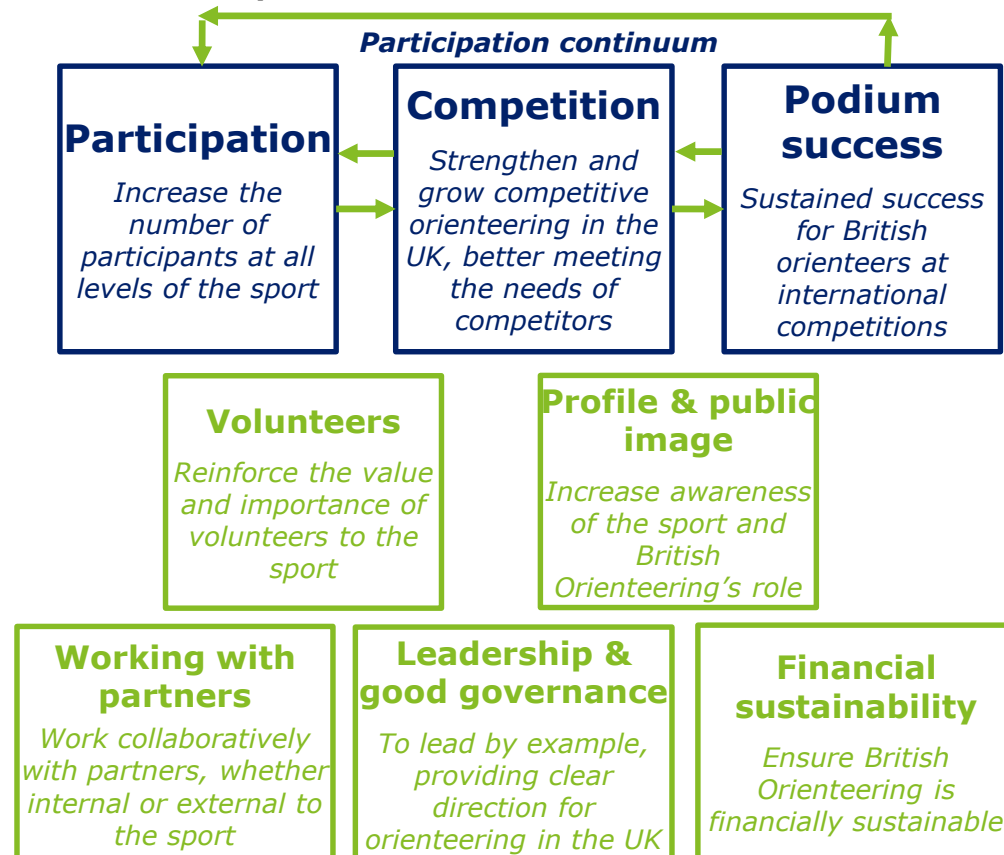 Participation continuum
Participation
Increase the
number of
participants at all
levels of the sport
Competition
Strengthen and
grow competitive
orienteering in the
UK, better meeting
the needs of
competitors
Podium
success
Sustained success
for British
orienteers at
international
competitions
Volunteers
Reinforce the value
and importance of
volunteers to the
sport
Profile & public
image
Increase awareness
of the sport and
British
Orienteering’s role
Working with
partners
Work collaboratively
with partners, whether
internal or external to
the sport
Leadership &
good governance
To lead by example,
providing clear
direction for
orienteering in the UK
Financial
sustainability
Ensure British
Orienteering is
financially sustainable